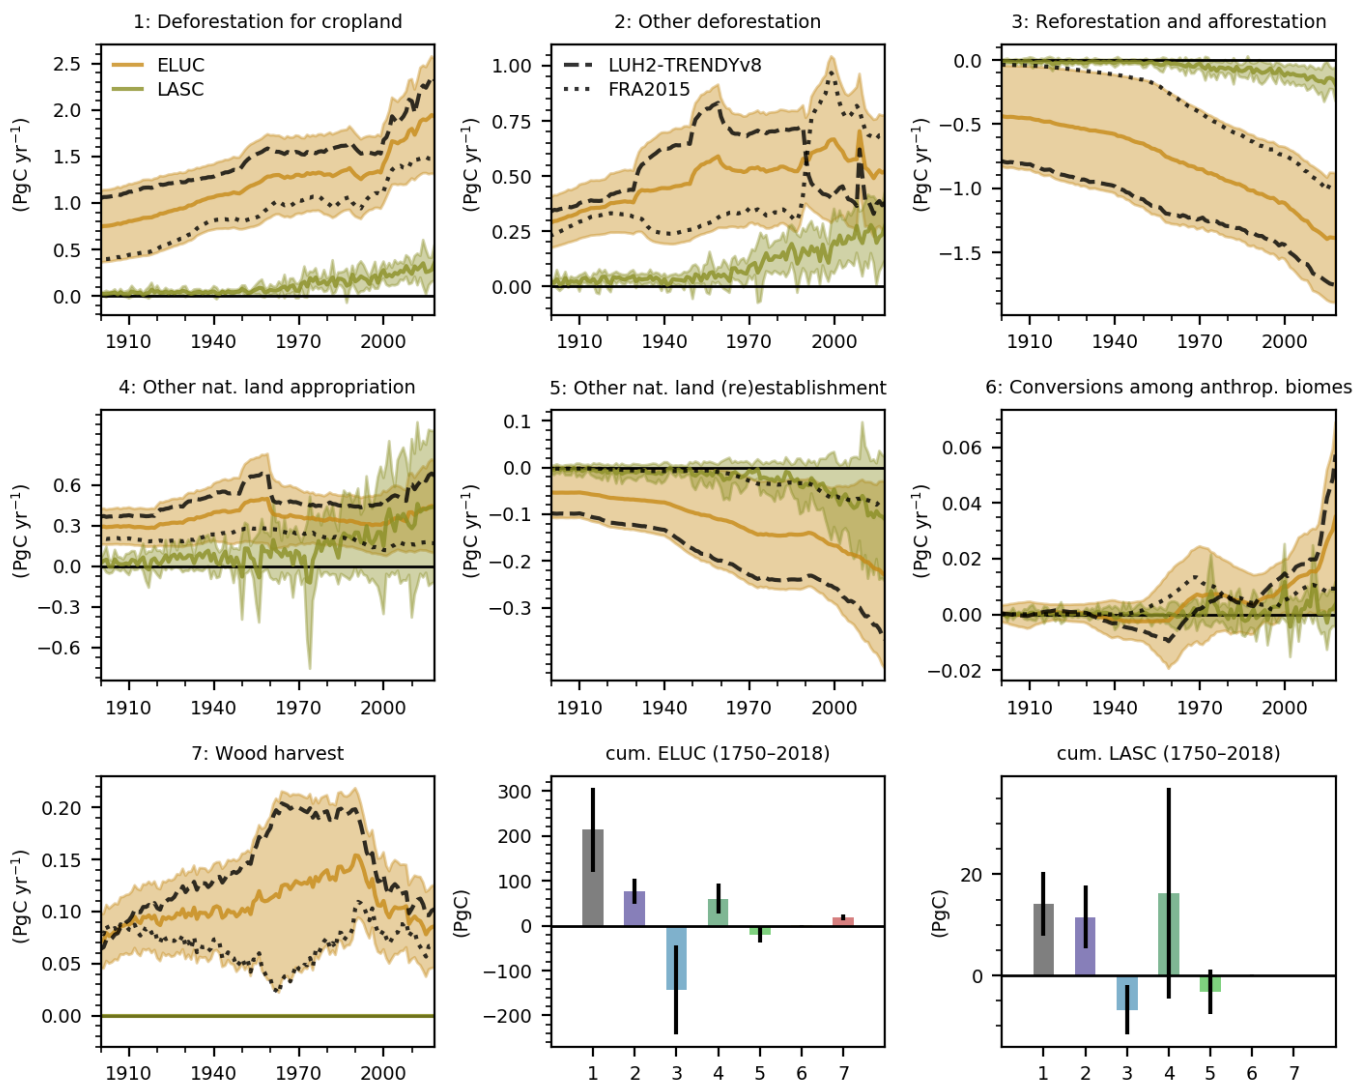 1: Deforestation for cropland
2: Other deforestation
3: Reforestation and afforestation
(PgC yr−1)
2.5
2.0
1.5
1.0
0.5
0.0
ELUC
LASC
1910 1940 1970 2000
(PgC yr−1)
1.00
0.75
0.50
0.25
0.00
LUH2-TRENDYv8
FRA2015
1910 1940 1970 2000
(PgC yr−1)
0.0
−0.5
−1.0
−1.5
1910 1940 1970 2000
4: Other nat. land appropriation
5: Other nat. land (re)establishment
6: Conversions among anthrop. biomes
(PgC yr−1)
0.6
0.3
0.0
−0.3
−0.6
1910 1940 1970 2000
(PgC yr−1)
0.1
0.0
−0.1
−0.2
−0.3
1910 1940 1970 2000
(PgC yr−1)
0.06
0.04
0.02
0.00
−0.02
1910 1940 1970 2000
7: Wood harvest
cum. ELUC (1750–2018)
cum. LASC (1750–2018)
(PgC yr−1)
0.20
0.15
0.10
0.05
0.00
1910 1940 1970 2000
(PgC)
300
200
100
0
−100
−200
1 2 3 4 5 6 7
(PgC)
20
0
1 2 3 4 5 6 7